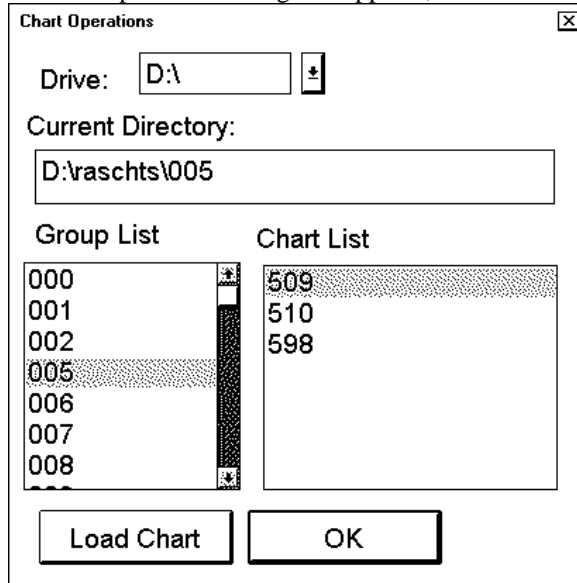 Chart Operations
Drive: D:\
Current Directory:
D:\raschts\005
Group List
000
001
002
005
006
007
008
Chart List
509
510
598
Load Chart
OK